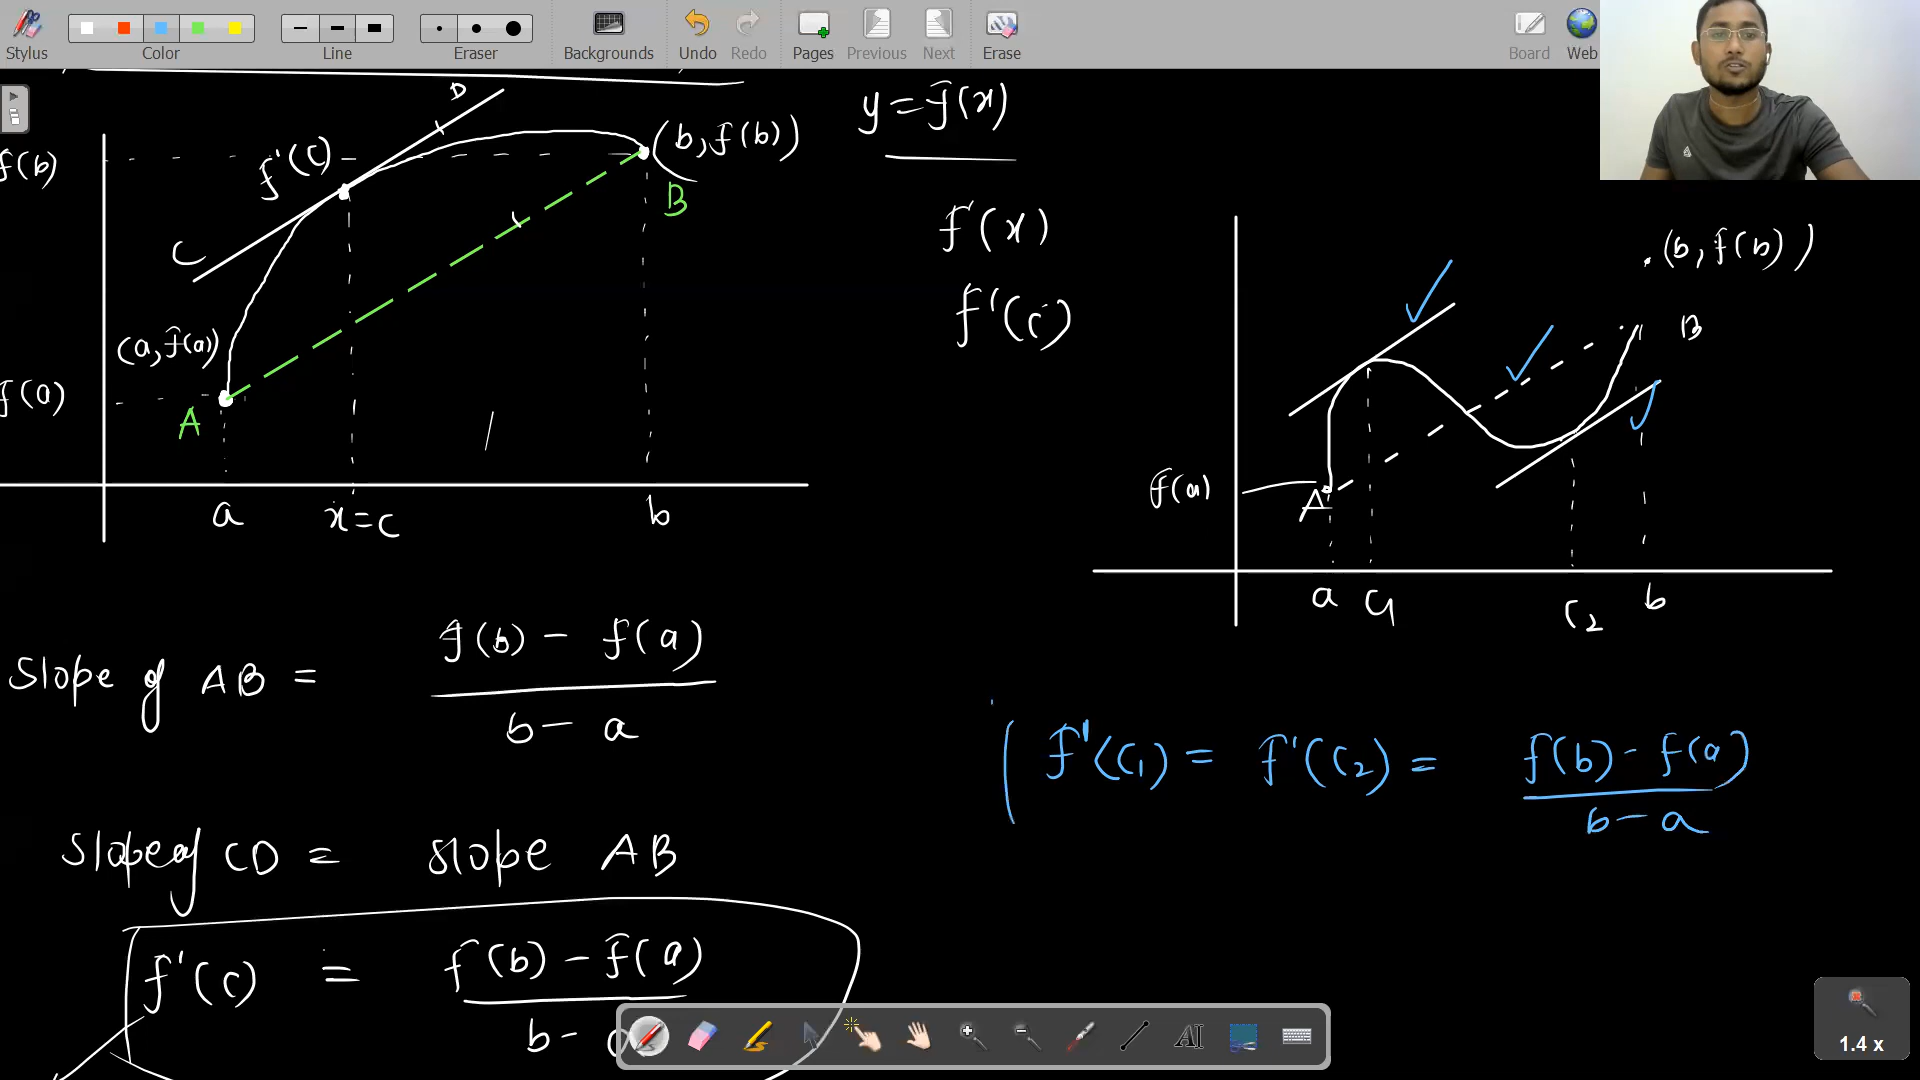 Stylus
Color
Line
Eraser
Backgrounds
Undo
Redo
Pages
Previous
Next
Erase
Board
Web
D
f(b)
f'(c)
(b, f(b))
B
C
(a, f(a))
f(a)
A
a
x = c
b
y = f(x)
f'(x)
f'(c)
. (b, f(b))
B
f(a)
A
a
c1
c2
b
Slope of AB =
f(b) - f(a)
b - a
f'(c1) = f'(c2) =
f(b) - f(a)
b - a
Slope of CD = slope AB
f'(c) =
f(b) - f(a)
b -
AI
1.4 x